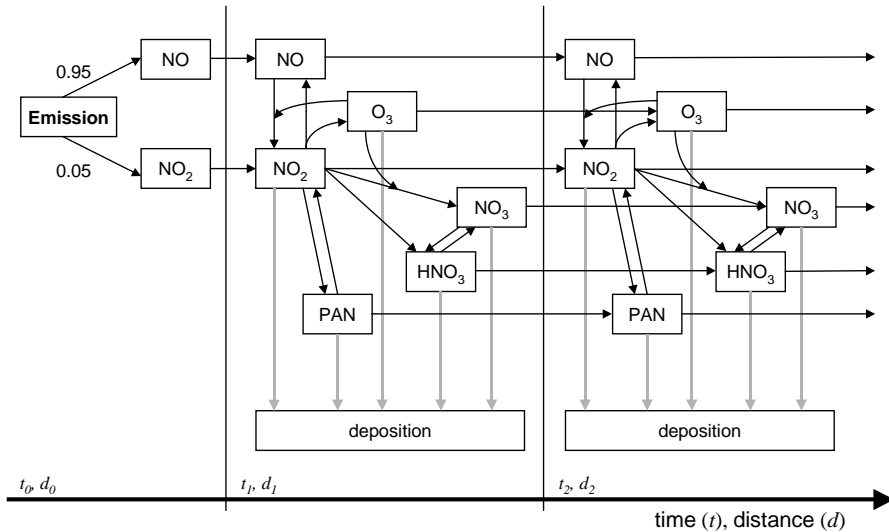 NO
NO
NO
0.95
O₃
O₃
Emission
0.05
NO₂
NO₂
NO₂
NO₃
NO₃
HNO₃
HNO₃
PAN
PAN
deposition
deposition
t₀, d₀
t₁, d₁
t₂, d₂
time (t), distance (d)